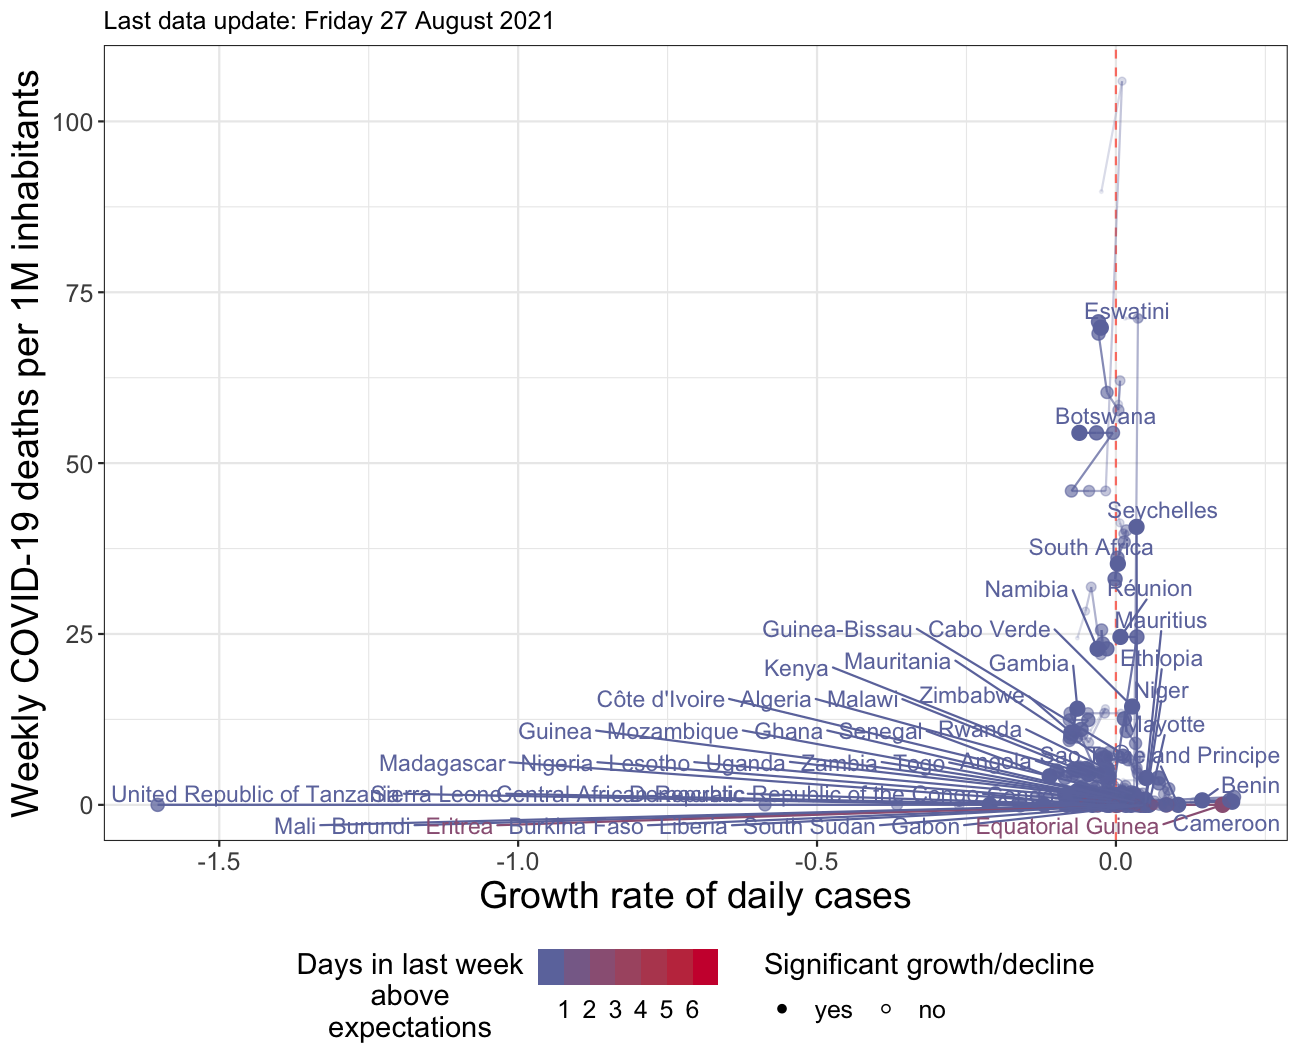 Last data update: Friday 27 August 2021
Weekly COVID-19 deaths per 1M inhabitants
100
75
50
25
0
Eswatini
Botswana
Seychelles
South Africa
Namibia
Réunion
Mauritius
Guinea-Bissau
Cabo Verde
Ethiopia
Kenya
Mauritania
Gambia
Niger
Côte d'Ivoire
Algeria
Malawi
Zimbabwe
Mayotte
Guinea
Mozambique
Ghana
Senegal
Rwanda
Sao Tome and Principe
Madagascar
Nigeria
Lesotho
Uganda
Zambia
Togo
Angola
Benin
United Republic of Tanzania
Sierra Leone
Central African Republic
Democratic Republic of the Congo
Mali
Burundi
Eritrea
Burkina Faso
Liberia
South Sudan
Gabon
Equatorial Guinea
Cameroon
-1.5
-1.0
-0.5
0.0
Growth rate of daily cases
Days in last week
above
expectations
1 2 3 4 5 6
Significant growth/decline
yes
no